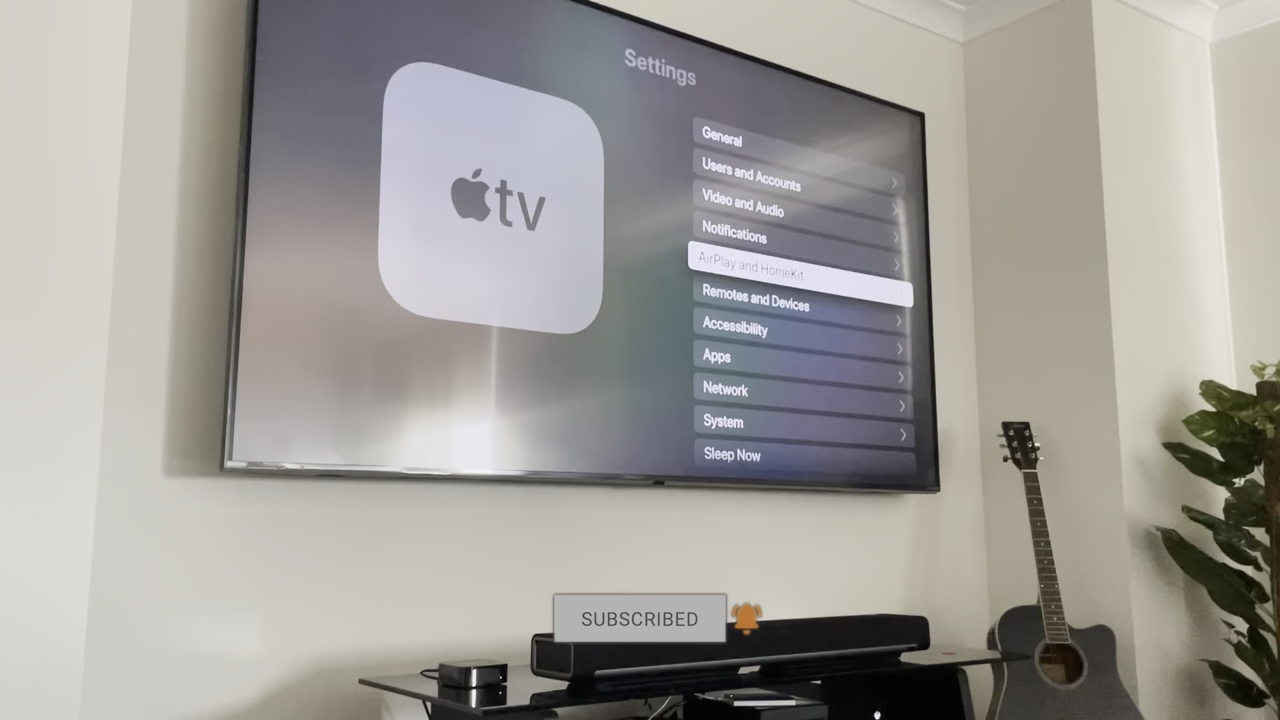 Settings
tv
General
Users and Accounts
Video and Audio
Notifications
AirPlay and HomeKit
Remotes and Devices
Accessibility
Apps
Network
System
Sleep Now
SUBSCRIBED